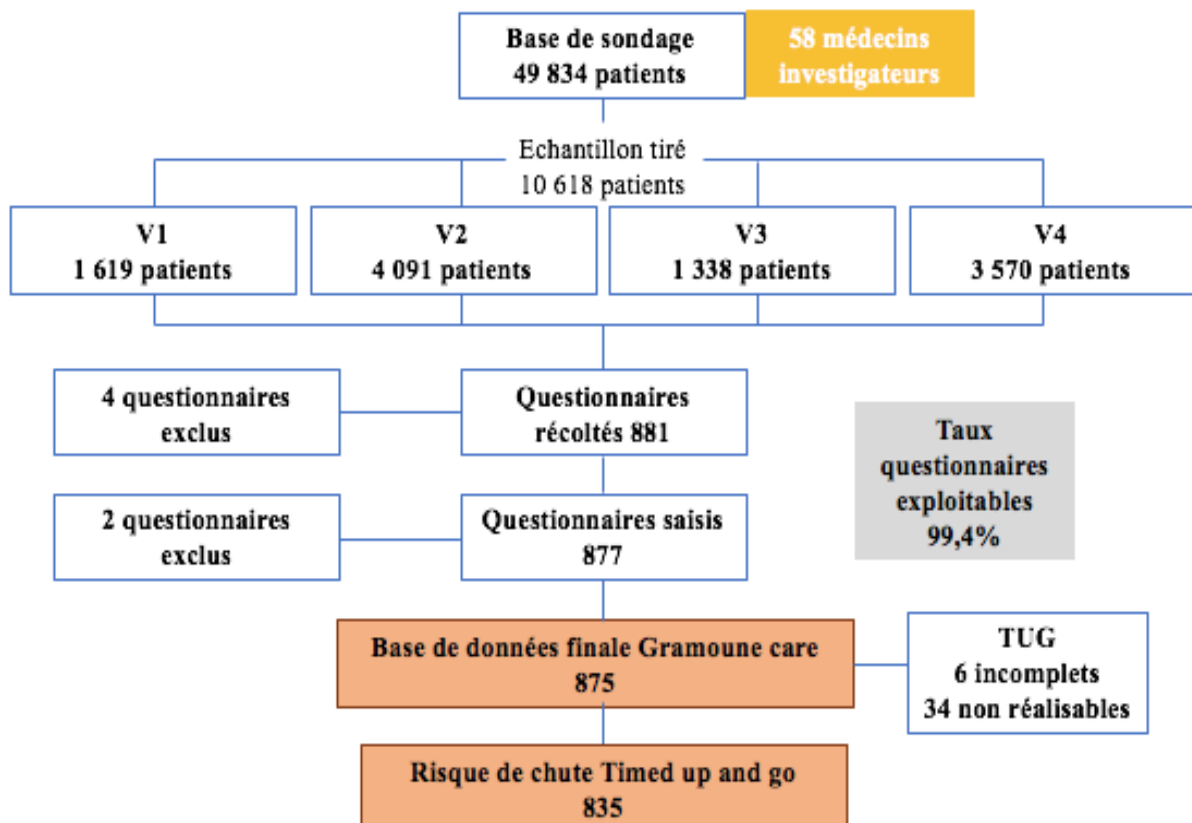 Base de sondage
49 834 patients
58 médecins
investigateurs
Echantillon tiré
10 618 patients
V1
1 619 patients
V2
4 091 patients
V3
1 338 patients
V4
3 570 patients
4 questionnaires
exclus
Questionnaires
récoltés 881
Taux
questionnaires
exploitables
99,4%
2 questionnaires
exclus
Questionnaires saisis
877
Base de données finale Gramoune care
875
TUG
6 incomplets
34 non réalisables
Risque de chute Timed up and go
835